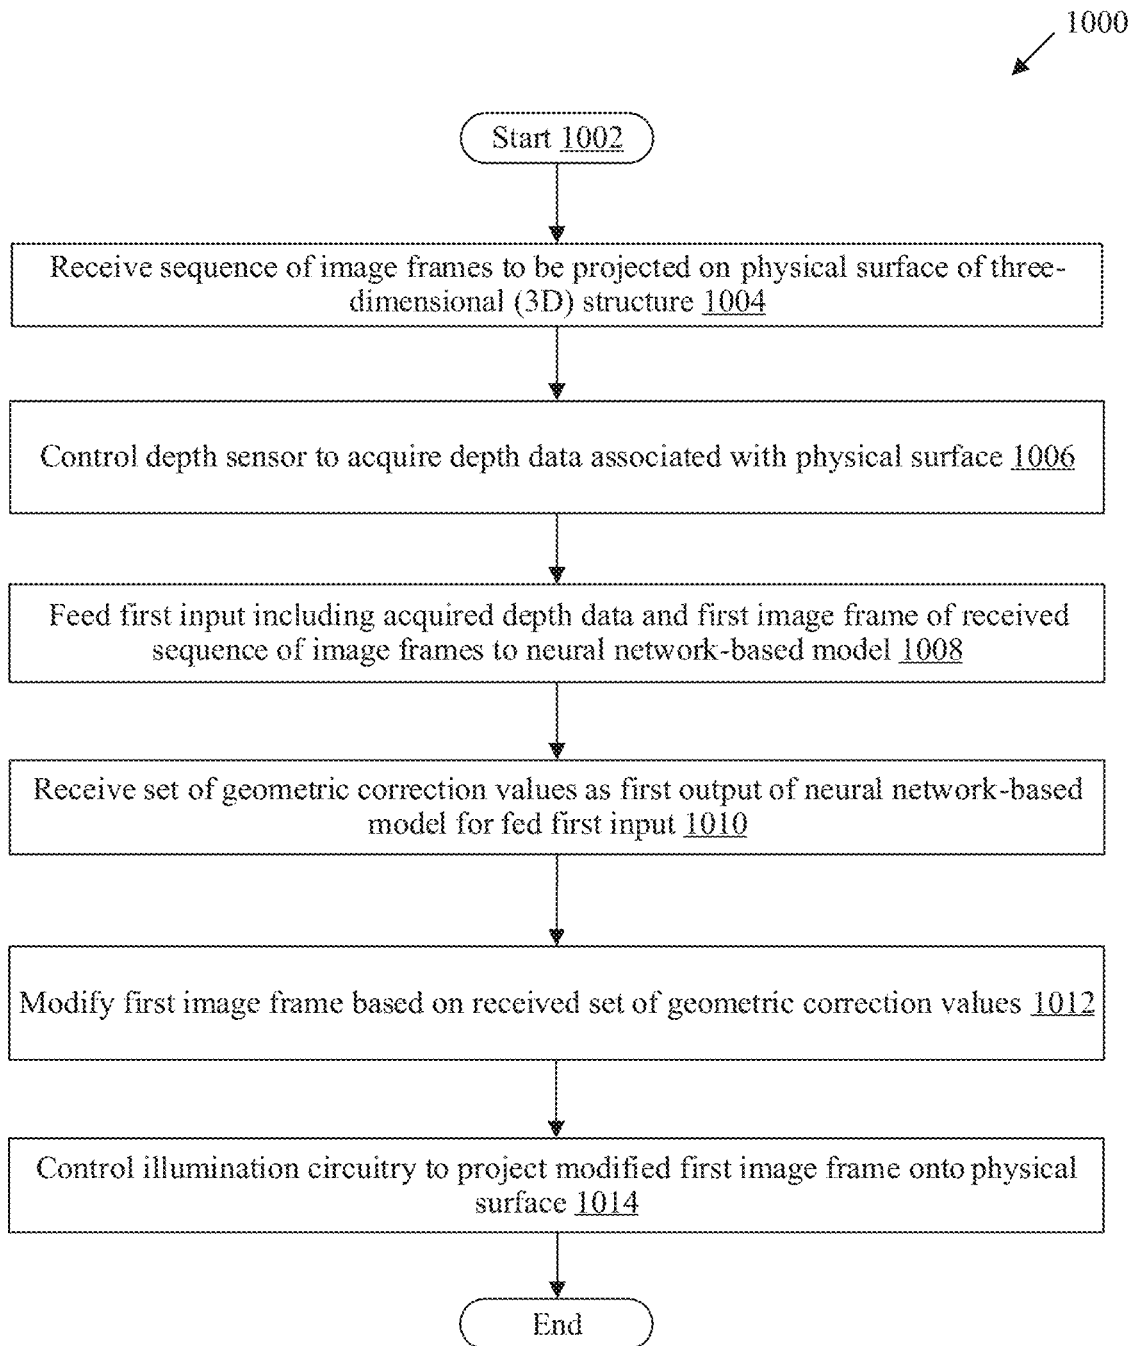 1000
Start 1002
Receive sequence of image frames to be projected on physical surface of three-
dimensional (3D) structure 1004
Control depth sensor to acquire depth data associated with physical surface 1006
Feed first input including acquired depth data and first image frame of received
sequence of image frames to neural network-based model 1008
Receive set of geometric correction values as first output of neural network-based
model for fed first input 1010
Modify first image frame based on received set of geometric correction values 1012
Control illumination circuitry to project modified first image frame onto physical
surface 1014
End